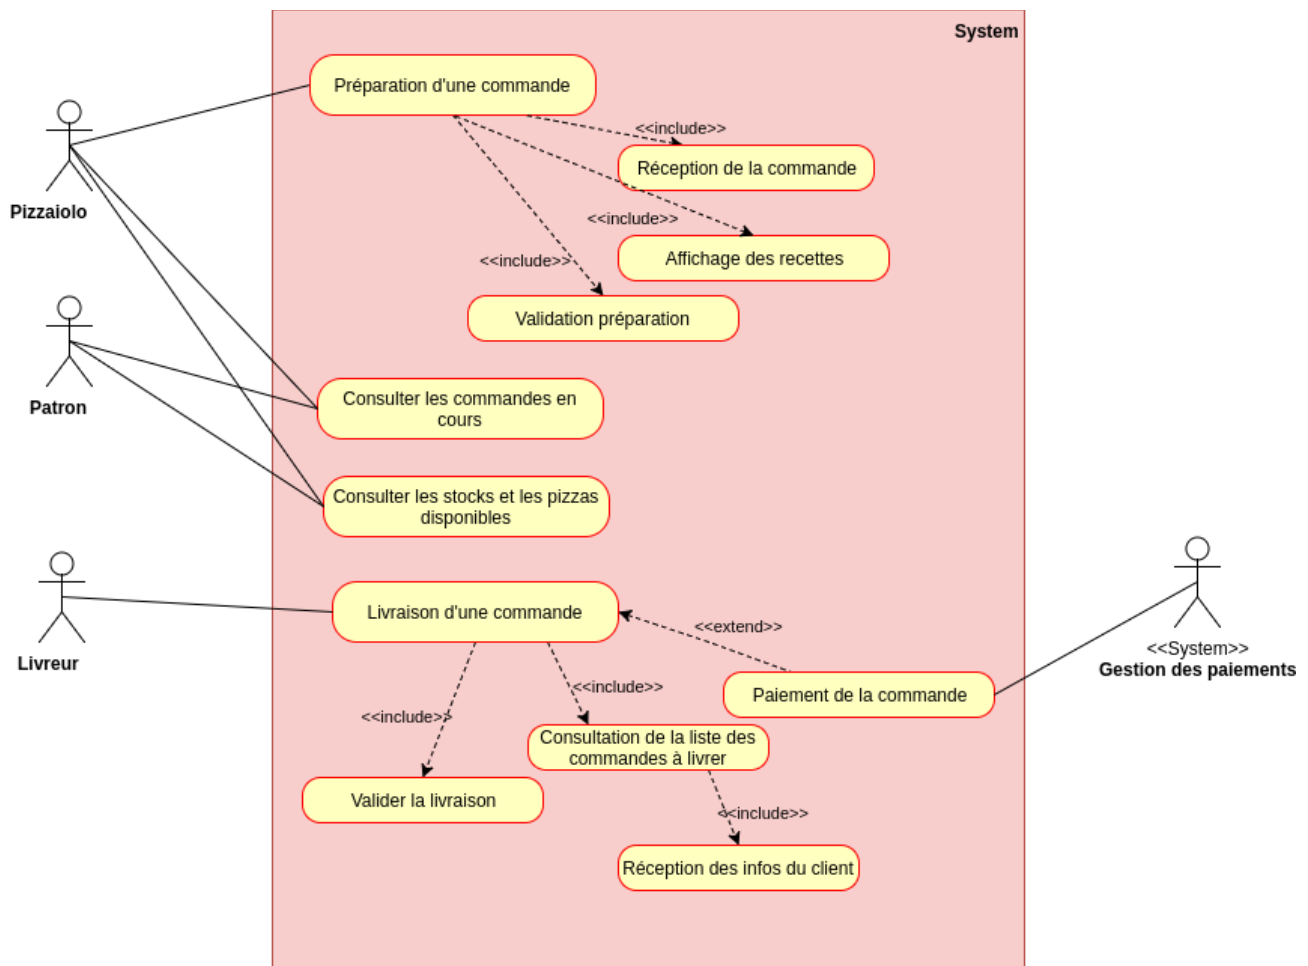 System
Préparation d'une commande
<<include>>
Réception de la commande
Pizzaiolo
<<include>>
Affichage des recettes
<<include>>
Validation préparation
Patron
Consulter les commandes en
cours
Consulter les stocks et les pizzas
disponibles
Livreur
Livraison d'une commande
<<extend>>
<<System>>
Gestion des paiements
Paiement de la commande
<<include>>
<<include>>
Consultation de la liste des
commandes à livrer
Valider la livraison
<<include>>
Réception des infos du client